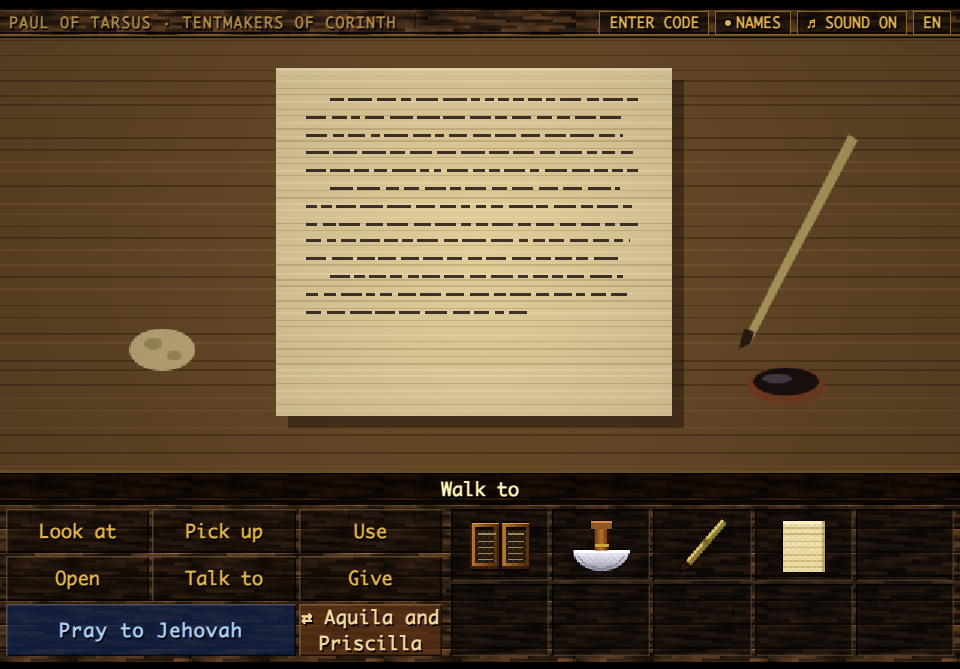 PAUL OF TARSUS · TENTMAKERS OF CORINTH
ENTER CODE
• NAMES
♬ SOUND ON
EN
Walk to
Look at
Pick up
Use
Open
Talk to
Give
Pray to Jehovah
⇄ Aquila and
Priscilla